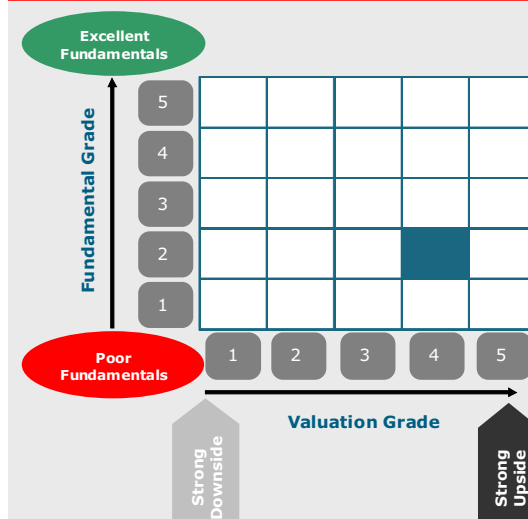 Excellent
Fundamentals
Fundamental Grade
5
4
3
2
1
Poor
Fundamentals
1
2
3
4
5
Valuation Grade
Strong
Downside
Strong
Upside